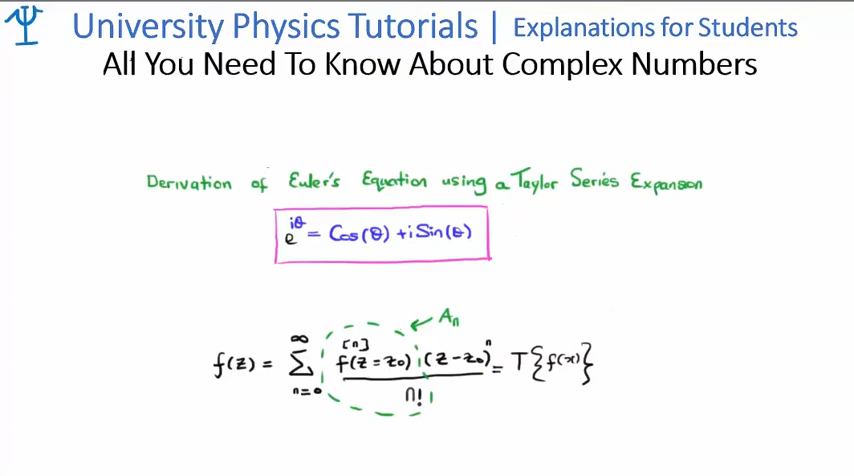 University Physics Tutorials | Explanations for Students
All You Need To Know About Complex Numbers
Derivation of Euler's Equation using a Taylor Series Expansion
e^{iθ} = Cos(θ) + i Sin(θ)
A_n
f(z) = ∑_{n=0}^{∞} f^{[n]}(z=z₀) (z-z₀)^n / n! = T{f(x)}